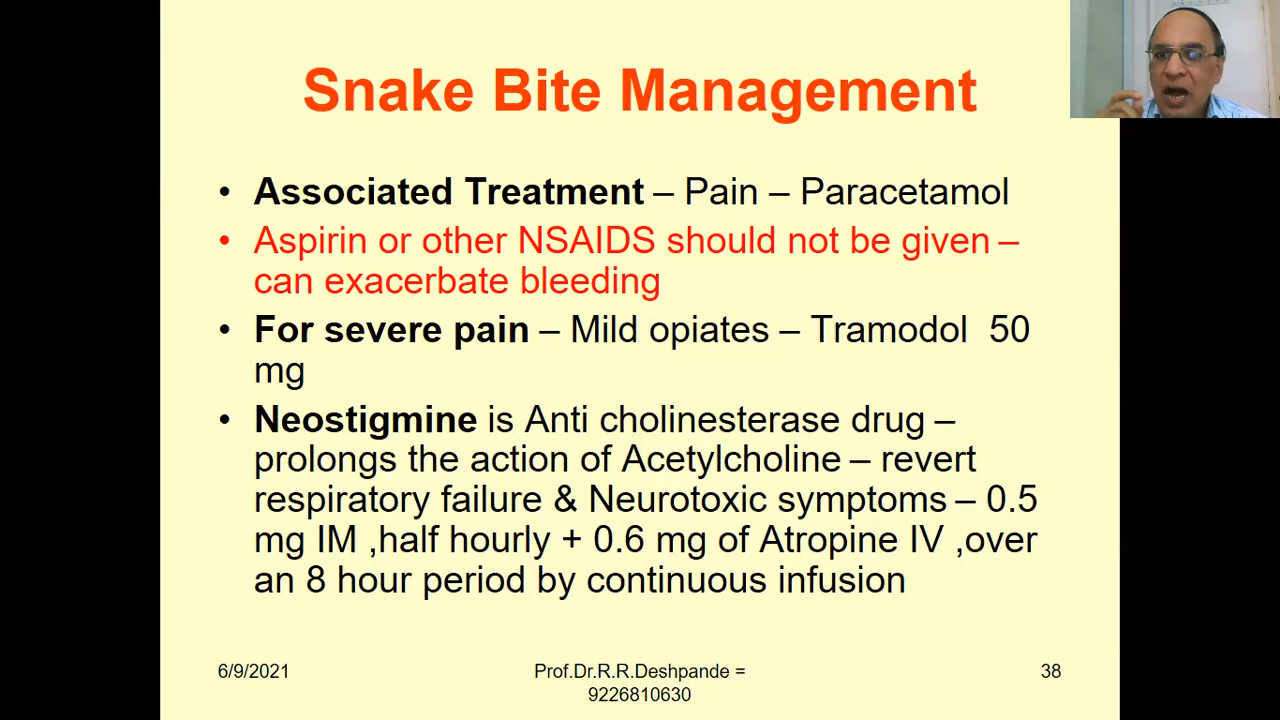 Snake Bite Management
• Associated Treatment – Pain – Paracetamol
• Aspirin or other NSAIDS should not be given –
can exacerbate bleeding
• For severe pain – Mild opiates – Tramodol 50
mg
• Neostigmine is Anti cholinesterase drug –
prolongs the action of Acetylcholine – revert
respiratory failure & Neurotoxic symptoms – 0.5
mg IM ,half hourly + 0.6 mg of Atropine IV ,over
an 8 hour period by continuous infusion
6/9/2021
Prof.Dr.R.R.Deshpande =
9226810630
38